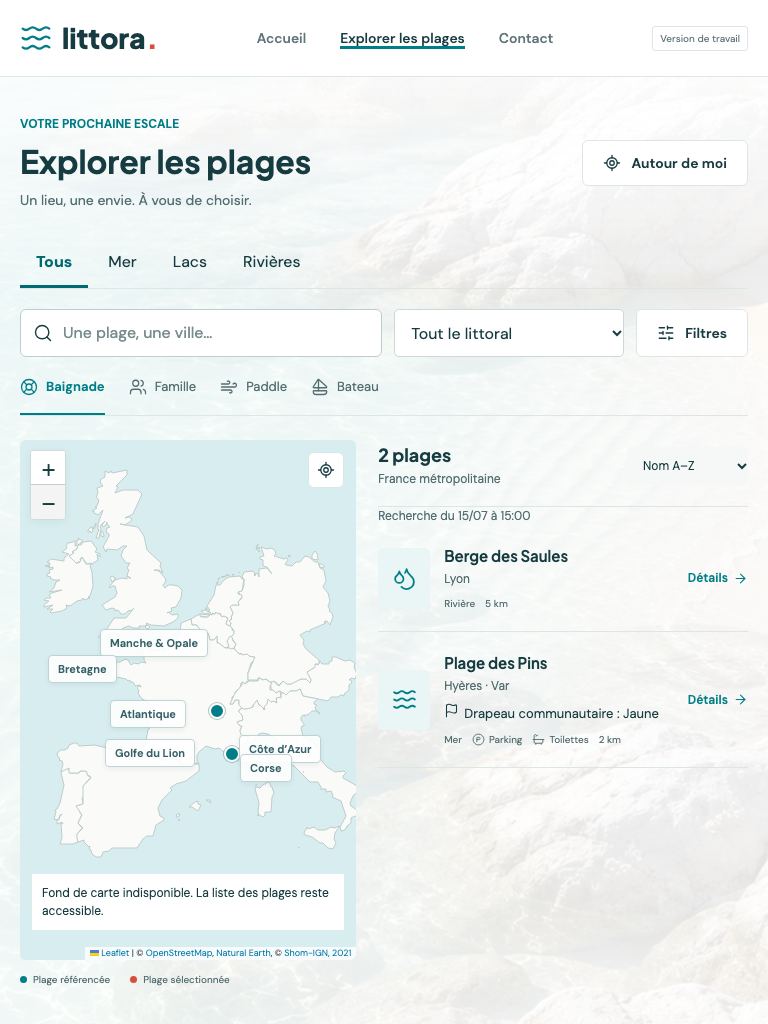 littora.
Accueil
Explorer les plages
Contact
Version de travail
VOTRE PROCHAINE ESCALE
Explorer les plages
Autour de moi
Un lieu, une envie. À vous de choisir.
Tous
Mer
Lacs
Rivières
Une plage, une ville...
Tout le littoral
Filtres
Baignade
Famille
Paddle
Bateau
+
−
Manche & Opale
Bretagne
Atlantique
Golfe du Lion
Côte d'Azur
Corse
Fond de carte indisponible. La liste des plages reste
accessible.
Leaflet | © OpenStreetMap, Natural Earth, © Shom-IGN, 2021
Plage référencée
Plage sélectionnée
2 plages
France métropolitaine
Nom A–Z
Recherche du 15/07 à 15:00
Berge des Saules
Lyon
Rivière 5 km
Détails →
Plage des Pins
Hyères · Var
Drapeau communautaire : Jaune
Mer P Parking Toilettes 2 km
Détails →